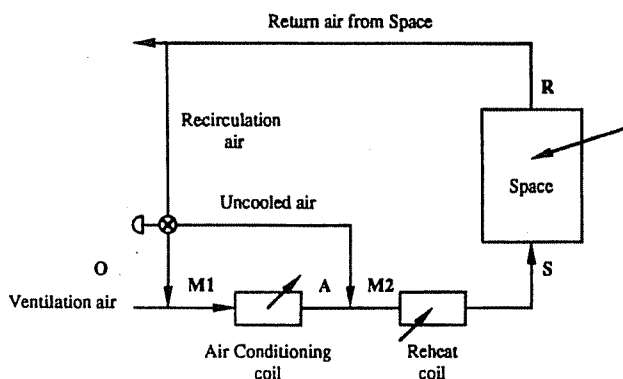 Return air from Space
R
Recirculation
air
Space
Uncooled air
O
M1
A
M2
S
Ventilation air
Air Conditioning
coil
Reheat
coil